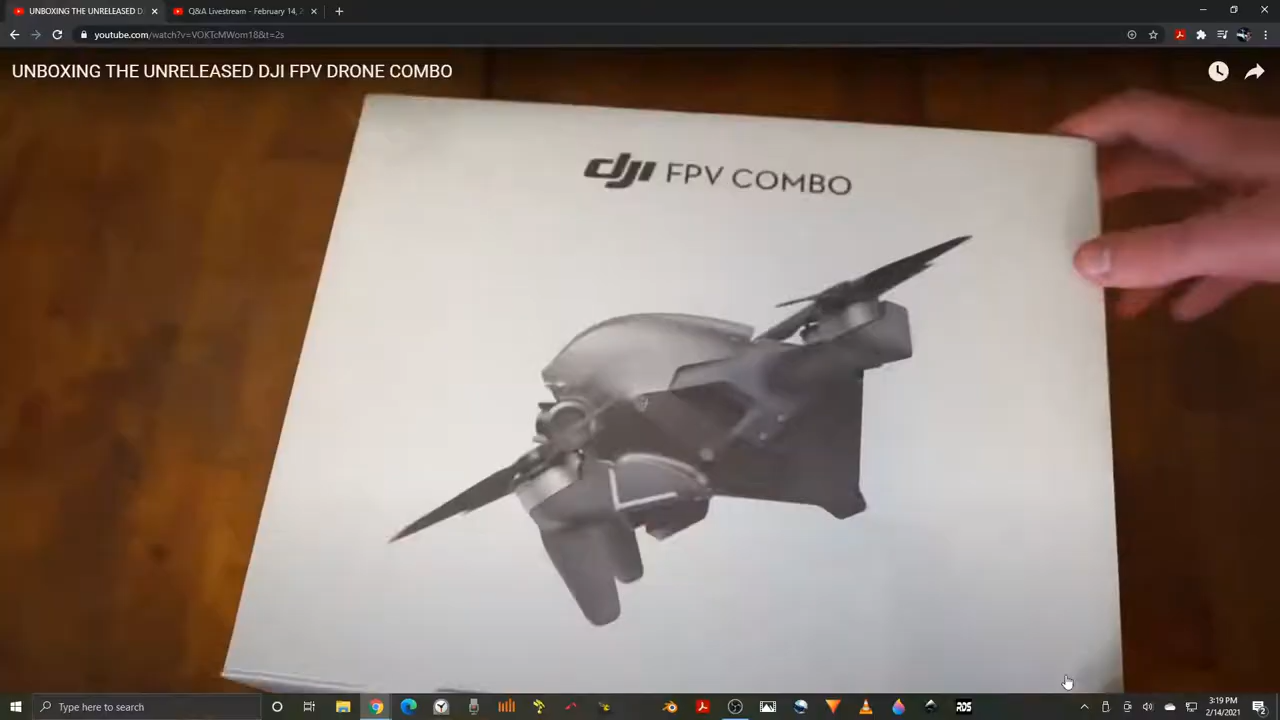 UNBOXING THE UNRELEASED D
Q&A Livestream - February 14, 2
youtube.com/watch?v=VOKTcMWom18&t=2s
UNBOXING THE UNRELEASED DJI FPV DRONE COMBO
dji FPV COMBO
Type here to search
RDS
3:19 PM
2/14/2021